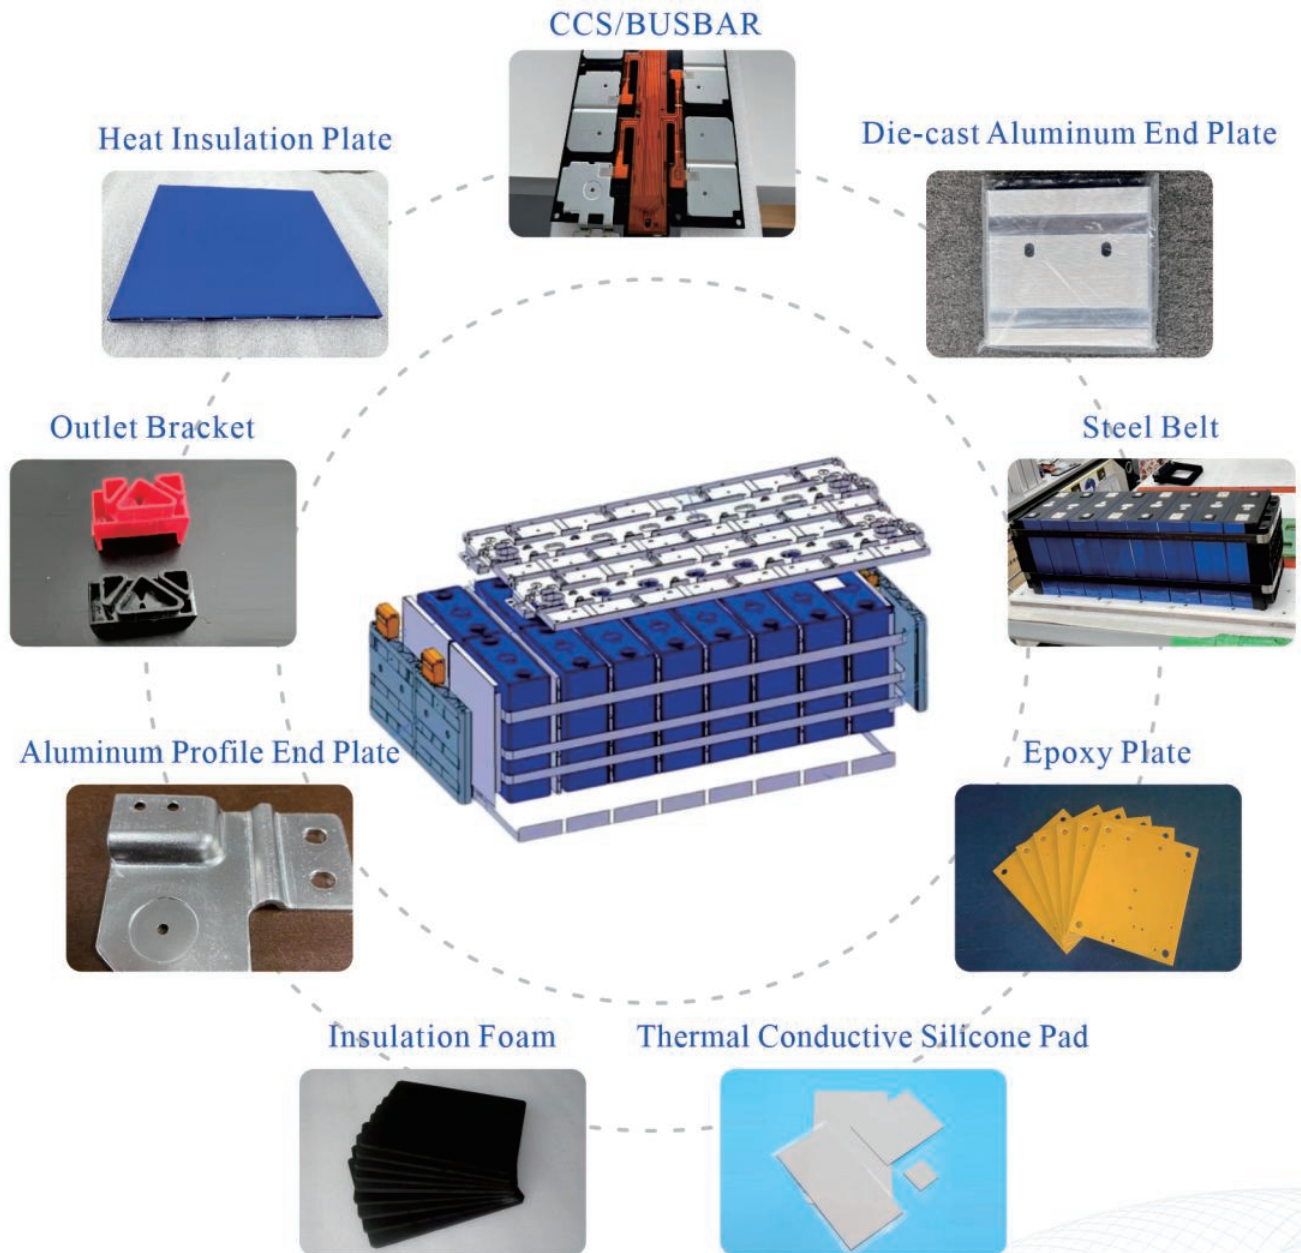 CCS/BUSBAR
Heat Insulation Plate
Die-cast Aluminum End Plate
Outlet Bracket
Steel Belt
Aluminum Profile End Plate
Epoxy Plate
Insulation Foam
Thermal Conductive Silicone Pad